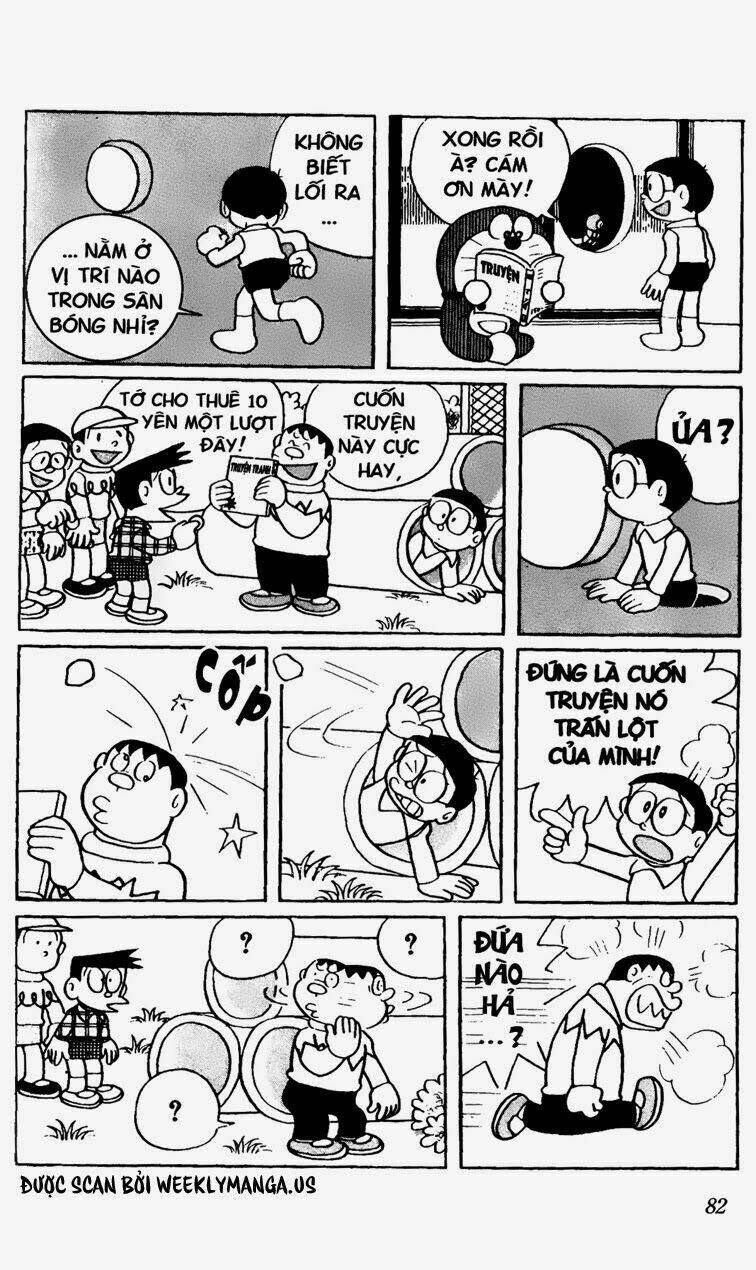 KHÔNG
BIẾT
LỐI RA
...
... NẰM Ở
VỊ TRÍ NÀO
TRONG SÂN
BÓNG NHỈ?
XONG RỒI
À? CÁM
ƠN MÀY!
TRUYỆN
TỚ CHO THUÊ 10
YÊN MỘT LƯỢT
ĐÂY!
CUỐN
TRUYỆN
NÀY CỰC
HAY,
TRUYỆN TRANH
ỦA?
CỐP
ĐÚNG LÀ CUỐN
TRUYỆN NÓ
TRẤN LỘT
CỦA MÌNH!
?
?
?
ĐỨA
NÀO
HẢ
...?
ĐƯỢC SCAN BỞI WEEKLYMANGA.US
82